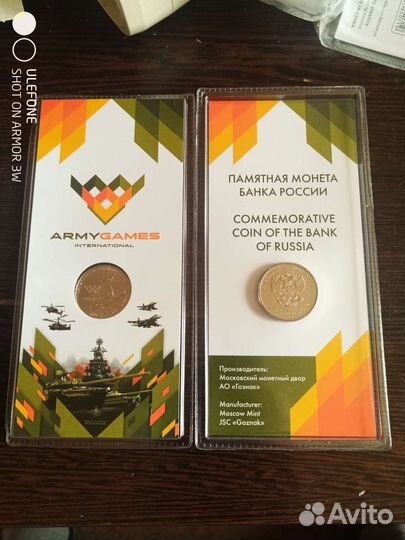 ULEFONE
SHOT ON ARMOR 3W
ARMYGAMES
INTERNATIONAL
ПАМЯТНАЯ МОНЕТА
БАНКА РОССИИ
COMMEMORATIVE
COIN OF THE BANK
OF RUSSIA
Производитель:
Московский монетный двор
АО «Гознак»
Manufacturer:
Moscow Mint
JSC «Goznak»
Avito